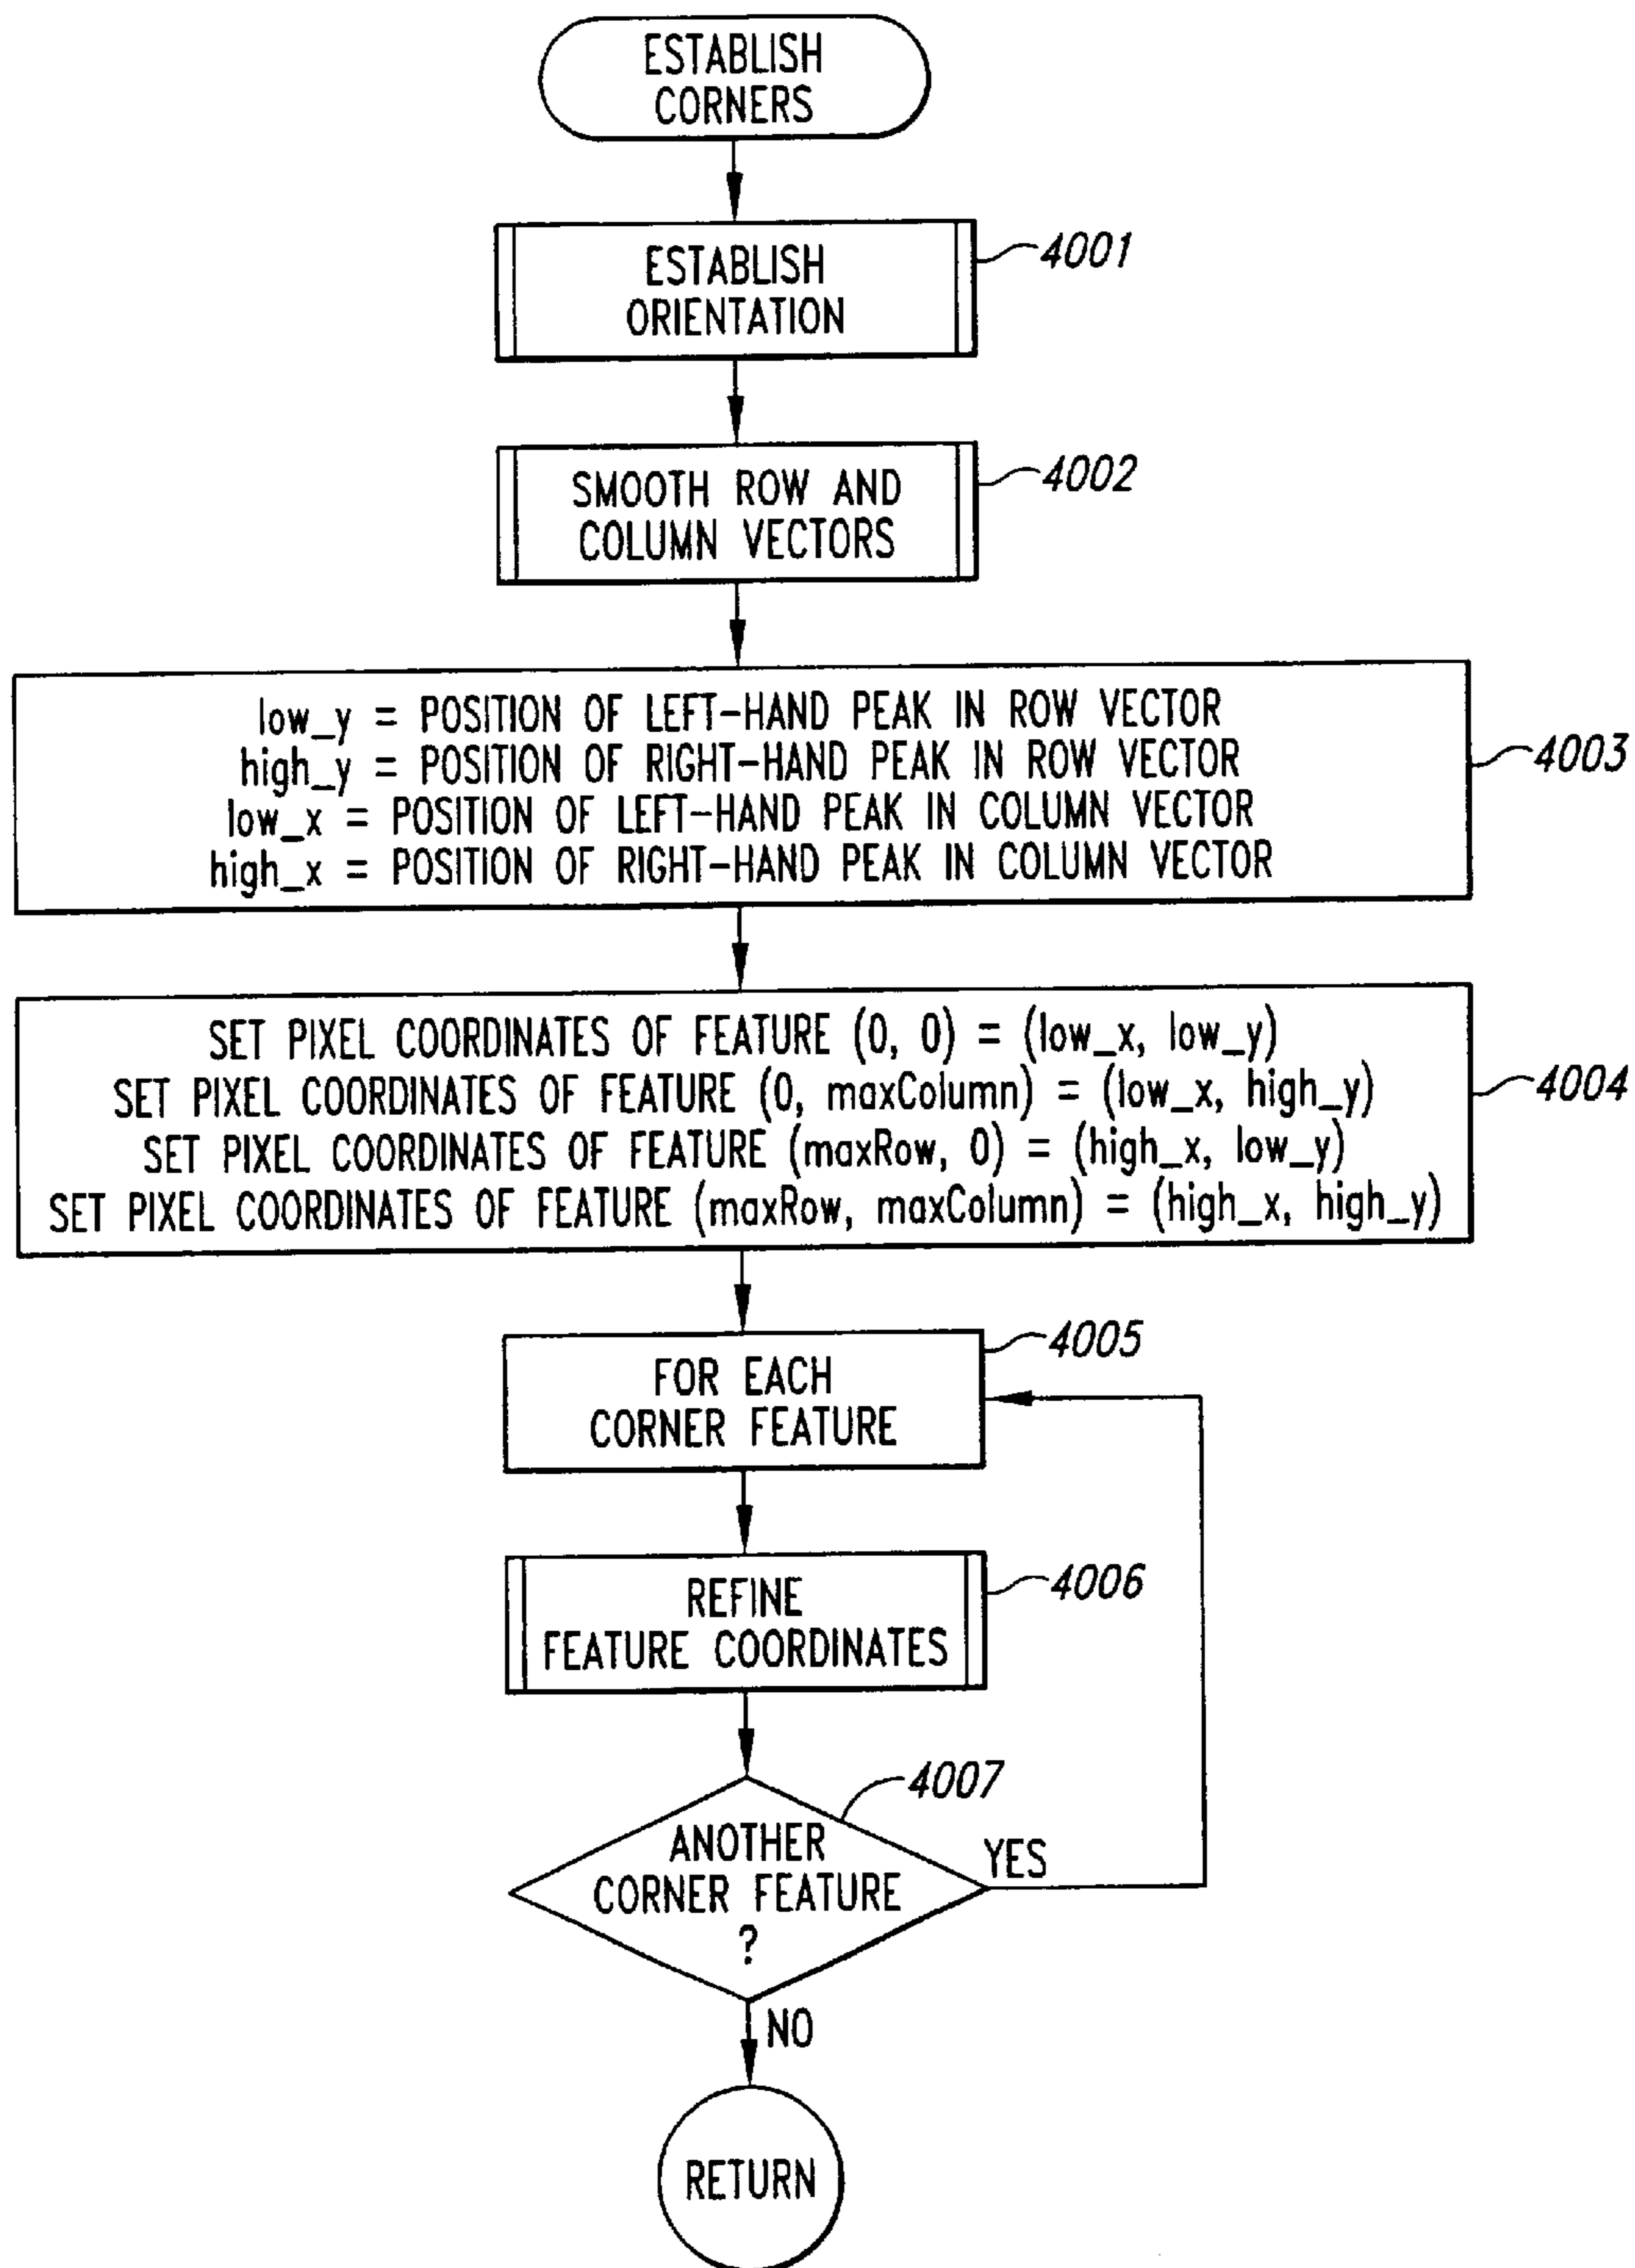 ESTABLISH
CORNERS
ESTABLISH
ORIENTATION
4001
SMOOTH ROW AND
COLUMN VECTORS
4002
low_y = POSITION OF LEFT-HAND PEAK IN ROW VECTOR
high_y = POSITION OF RIGHT-HAND PEAK IN ROW VECTOR
low_x = POSITION OF LEFT-HAND PEAK IN COLUMN VECTOR
high_x = POSITION OF RIGHT-HAND PEAK IN COLUMN VECTOR
4003
SET PIXEL COORDINATES OF FEATURE (0, 0) = (low_x, low_y)
SET PIXEL COORDINATES OF FEATURE (0, maxColumn) = (low_x, high_y)
SET PIXEL COORDINATES OF FEATURE (maxRow, 0) = (high_x, low_y)
SET PIXEL COORDINATES OF FEATURE (maxRow, maxColumn) = (high_x, high_y)
4004
FOR EACH
CORNER FEATURE
4005
REFINE
FEATURE COORDINATES
4006
4007
ANOTHER
CORNER FEATURE
?
YES
NO
RETURN